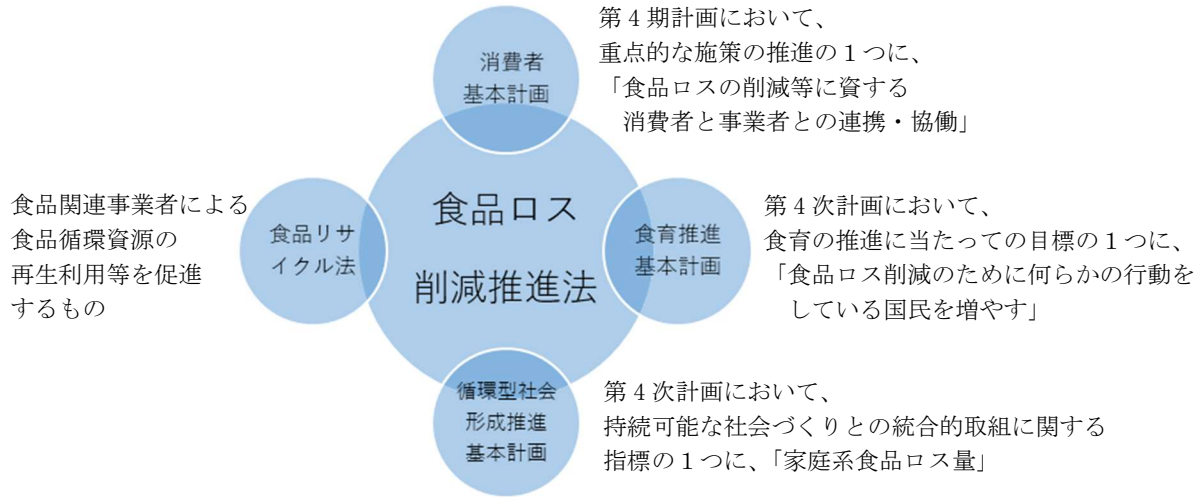 第4期計画において、
重点的な施策の推進の1つに、
「食品ロスの削減等に資する
消費者と事業者との連携・協働」
消費者
基本計画
食品関連事業者による
食品循環資源の
再生利用等を促進
するもの
食品リサ
イクル法
食品ロス
削減推進法
食育推進
基本計画
第4次計画において、
食育の推進に当たっての目標の1つに、
「食品ロス削減のために何らかの行動を
している国民を増やす」
循環型社会
形成推進
基本計画
第4次計画において、
持続可能な社会づくりとの統合的取組に関する
指標の1つに、「家庭系食品ロス量」